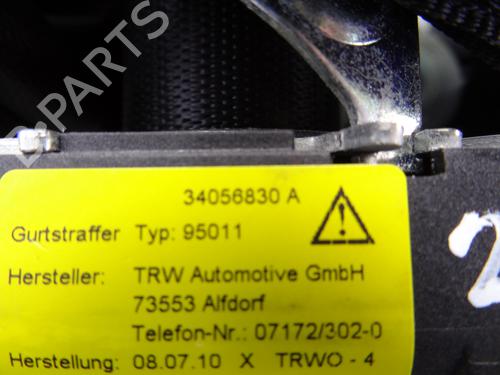 34056830 A
Gurtstraffer Typ: 95011
Hersteller: TRW Automotive GmbH
73553 Alfdorf
Telefon-Nr.: 07172/302-0
Herstellung: 08.07.10 X TRWO - 4